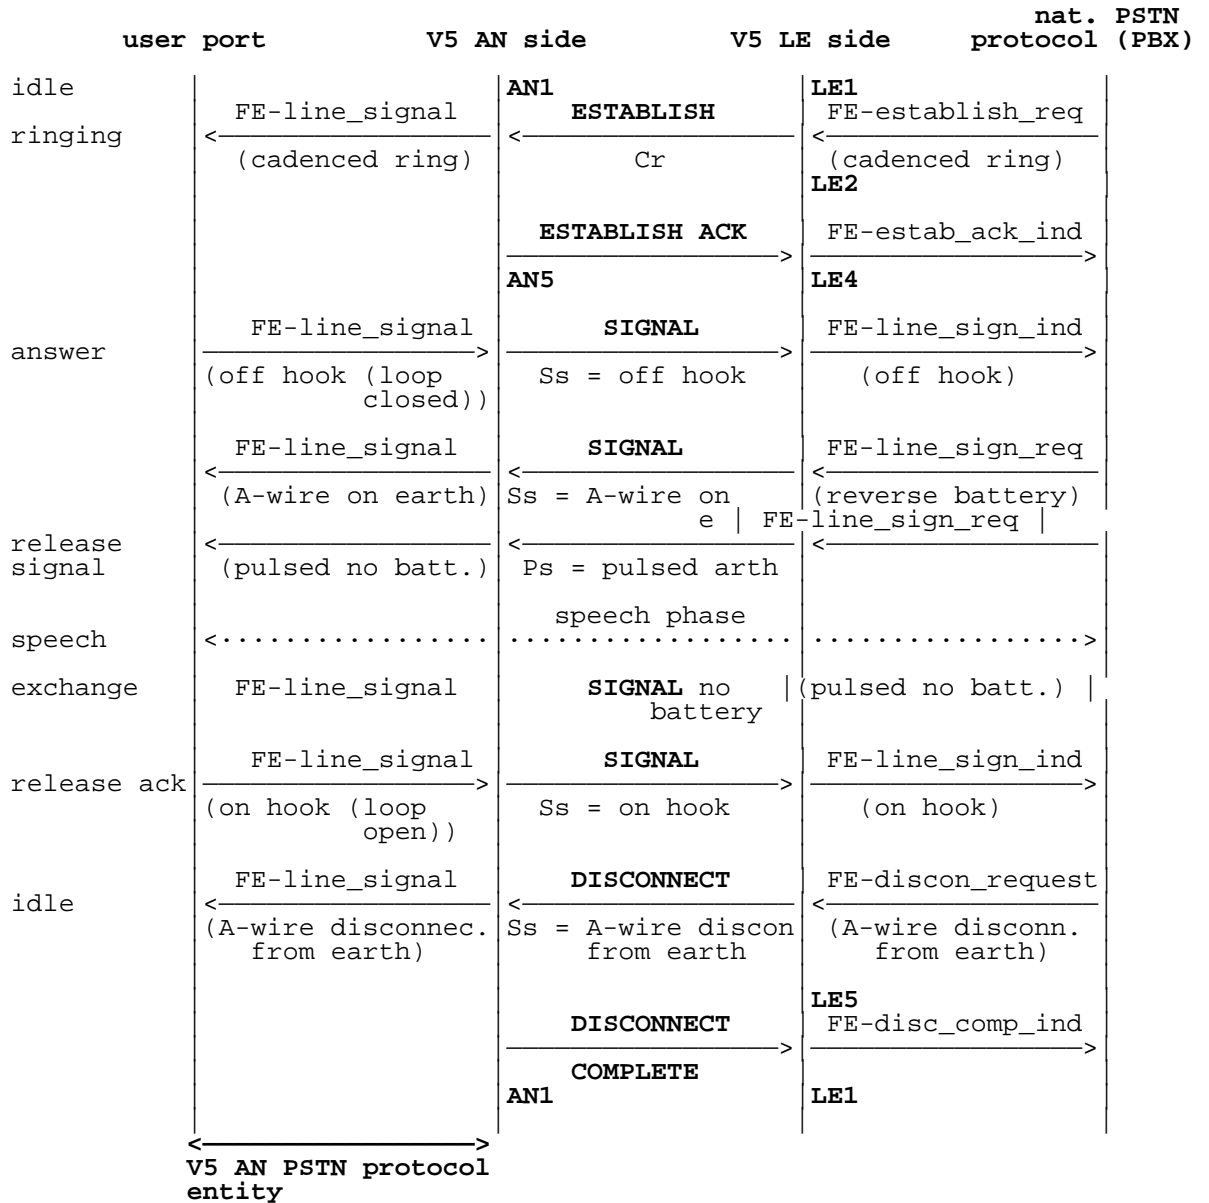 nat. PSTN
user port V5 AN side V5 LE side protocol (PBX)
idle AN1 LE1
FE-line_signal ESTABLISH FE-establish_req
ringing
(cadenced ring) Cr (cadenced ring)
LE2
ESTABLISH ACK FE-estab_ack_ind
AN5 LE4
FE-line_signal SIGNAL FE-line_sign_ind
answer
(off hook (loop Ss = off hook (off hook)
closed))
FE-line_signal SIGNAL FE-line_sign_req
(A-wire on earth) Ss = A-wire on (reverse battery)
e | FE-line_sign_req |
release
signal (pulsed no batt.) Ps = pulsed arth
speech phase
speech
exchange FE-line_signal SIGNAL no |(pulsed no batt.) |
battery
FE-line_signal SIGNAL FE-line_sign_ind
release ack
(on hook (loop Ss = on hook (on hook)
open))
FE-line_signal DISCONNECT FE-discon_request
idle
(A-wire disconnec. Ss = A-wire discon (A-wire disconn.
from earth) from earth from earth)
LE5
DISCONNECT FE-disc_comp_ind
COMPLETE
AN1 LE1
V5 AN PSTN protocol
entity